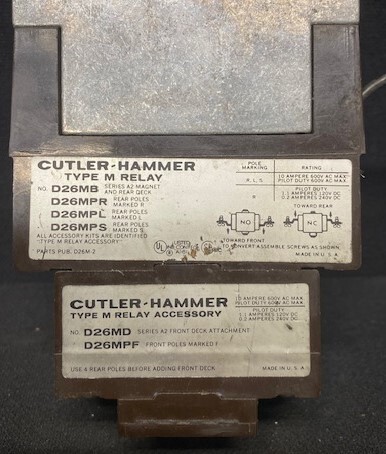 CUTLER-HAMMER
TYPE M RELAY
NO. D26MB SERIES A2 MAGNET AND REAR DECK
D26MPR REAR POLES MARKED R
D26MPL REAR POLES MARKED L
D26MPS REAR POLES MARKED S
ALL ACCESSORY KITS ARE IDENTIFIED
"TYPE M RELAY ACCESSORY"
PARTS PUB. D26M-2
POLE MARKING RATING
R, L, S 10 AMPERE 600V AC MAX
PILOT DUTY 600V AC MAX
R PILOT DUTY
1.1 AMPERES 120V DC
0.2 AMPERES 240V DC
TOWARD REAR
NO NC
TOWARD FRONT
TO CONVERT ASSEMBLE SCREWS AS SHOWN
MADE IN U.S.A.
CUTLER-HAMMER
TYPE M RELAY ACCESSORY
10 AMPERE 600V AC MAX
PILOT DUTY 600V AC MAX
PILOT DUTY
1.1 AMPERES 120V DC
0.2 AMPERES 240V DC
NO. D26MD SERIES A2 FRONT DECK ATTACHMENT
D26MPF FRONT POLES MARKED F
USE 6 REAR POLES BEFORE ADDING FRONT DECK
MADE IN U.S.A.